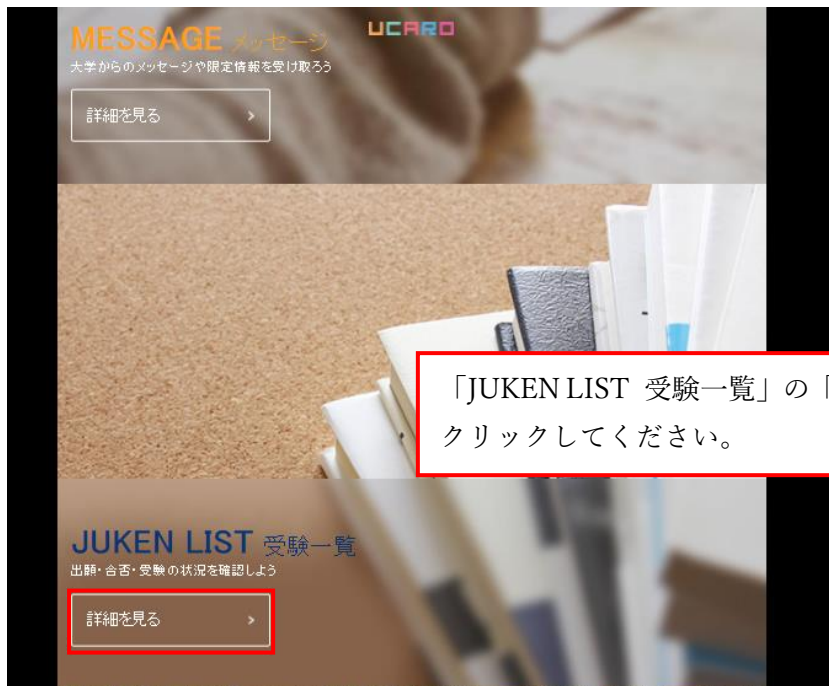 UCARO
MESSAGE メッセージ
大学からのメッセージや限定情報を受け取ろう
詳細を見る >
「JUKEN LIST 受験一覧」の「
クリックしてください。
JUKEN LIST 受験一覧
出願・合否・受験の状況を確認しよう
詳細を見る >